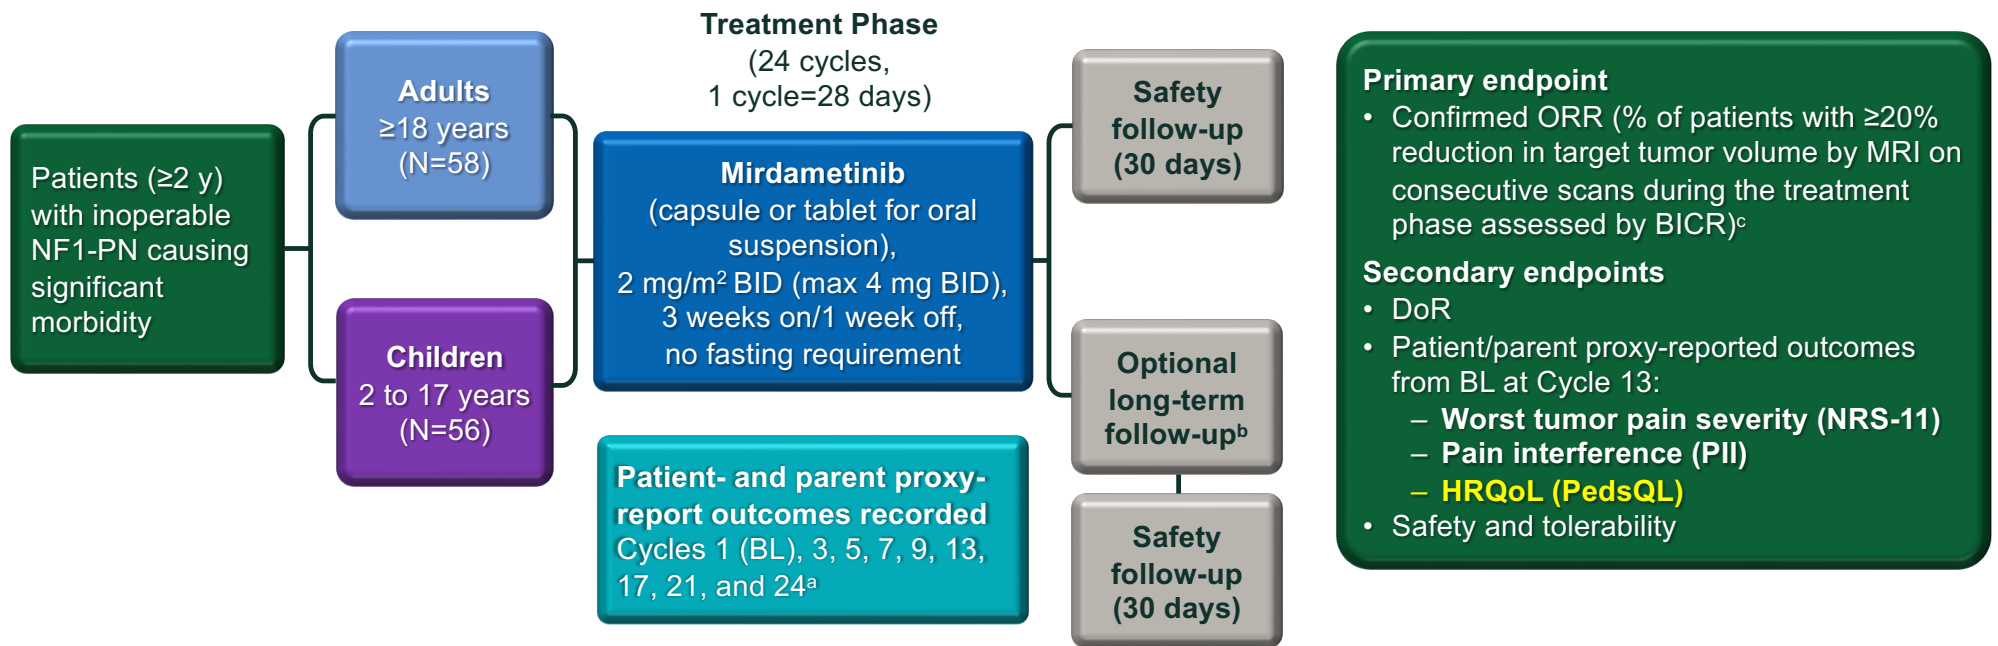 Patients (≥2 y)
with inoperable
NF1-PN causing
significant
morbidity
Adults
≥18 years
(N=58)
Children
2 to 17 years
(N=56)
Treatment Phase
(24 cycles,
1 cycle=28 days)
Mirdametinib
(capsule or tablet for oral
suspension),
2 mg/m² BID (max 4 mg BID),
3 weeks on/1 week off,
no fasting requirement
Patient- and parent proxy-
report outcomes recorded
Cycles 1 (BL), 3, 5, 7, 9, 13,
17, 21, and 24ᵃ
Safety
follow-up
(30 days)
Optional
long-term
follow-upᵇ
Safety
follow-up
(30 days)
Primary endpoint
• Confirmed ORR (% of patients with ≥20%
reduction in target tumor volume by MRI on
consecutive scans during the treatment
phase assessed by BICR)ᶜ
Secondary endpoints
• DoR
• Patient/parent proxy-reported outcomes
from BL at Cycle 13:
– Worst tumor pain severity (NRS-11)
– Pain interference (PII)
– HRQoL (PedsQL)
• Safety and tolerability